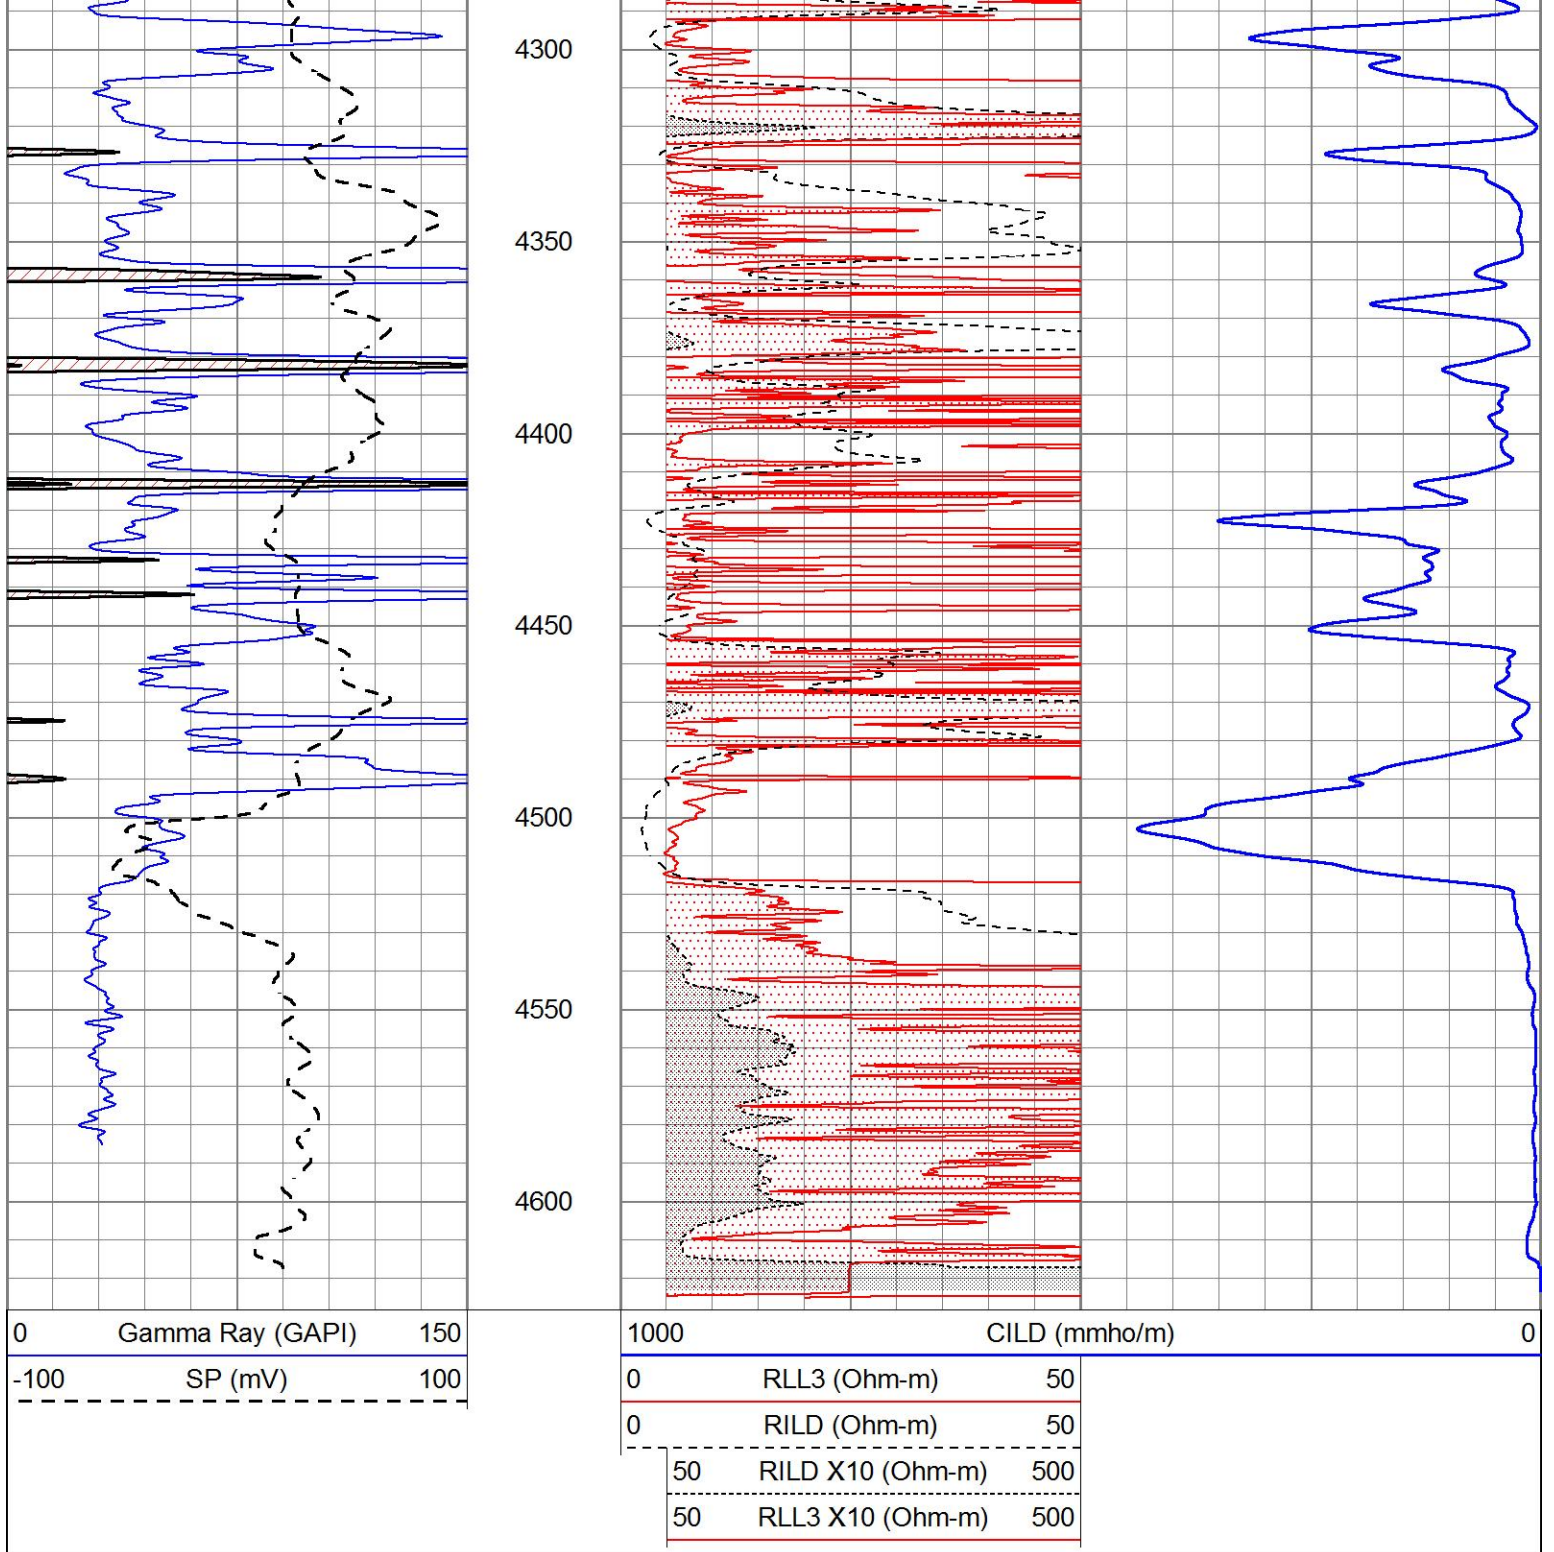 4300
4350
4400
4450
4500
4550
4600
0 Gamma Ray (GAPI) 150
1000 CILD (mmho/m) 0
-100 SP (mV) 100
0 RLL3 (Ohm-m) 50
0 RILD (Ohm-m) 50
50 RILD X10 (Ohm-m) 500
50 RLL3 X10 (Ohm-m) 500